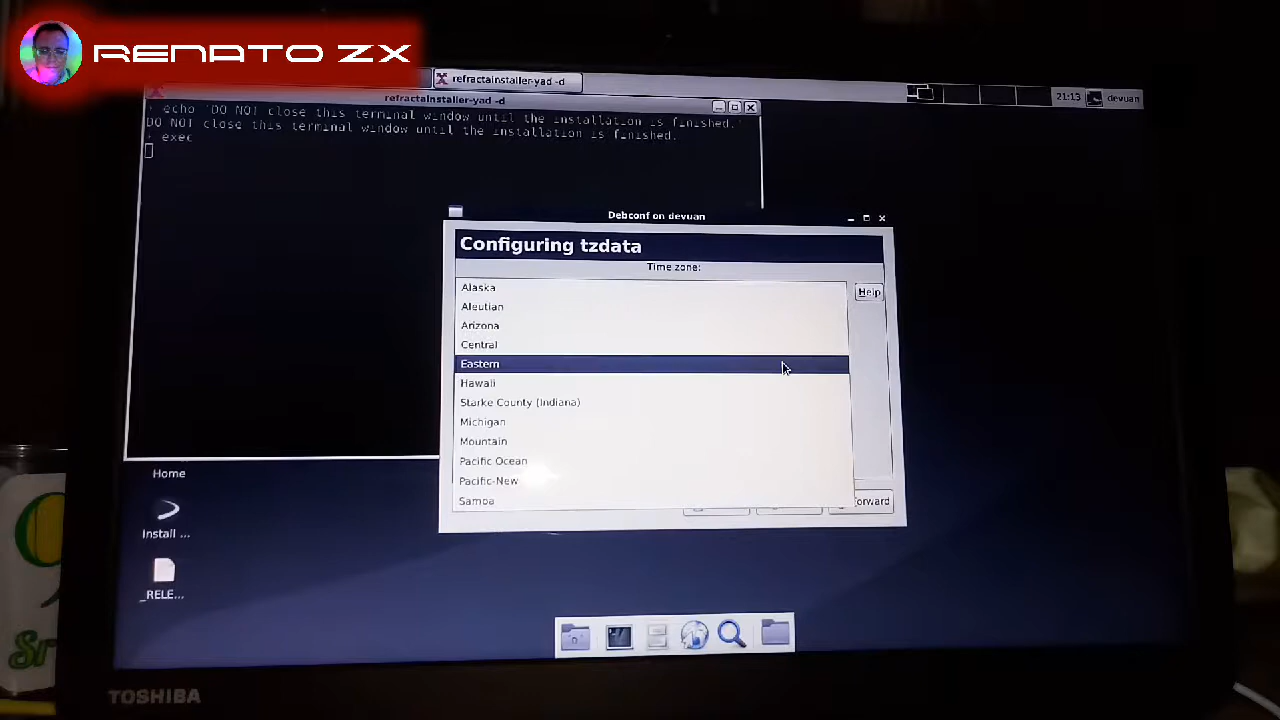 RENATO ZX
refractainstaller-yad -d
21:13
devuan
refractainstaller-yad -d
+ echo 'DO NOT close this terminal window until the installation is finished.'
DO NOT close this terminal window until the installation is finished.
+ exec
Debconf on devuan
Configuring tzdata
Time zone:
Help
Alaska
Aleutian
Arizona
Central
Eastern
Hawaii
Starke County (Indiana)
Michigan
Mountain
Pacific Ocean
Pacific-New
Samoa
Forward
Home
Install ...
_RELE...
TOSHIBA